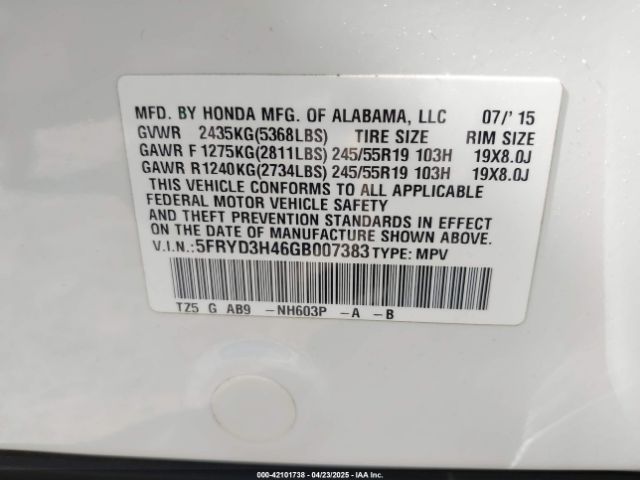 MFD. BY HONDA MFG. OF ALABAMA, LLC 07/'15
GVWR 2435KG(5368LBS) TIRE SIZE RIM SIZE
GAWR F 1275KG(2811LBS) 245/55R19 103H 19X8.0J
GAWR R1240KG(2734LBS) 245/55R19 103H 19X8.0J
THIS VEHICLE CONFORMS TO ALL APPLICABLE
FEDERAL MOTOR VEHICLE SAFETY
AND THEFT PREVENTION STANDARDS IN EFFECT
ON THE DATE OF MANUFACTURE SHOWN ABOVE.
V.I.N.:5FRYD3H46GB007383 TYPE: MPV
TZ5 G AB9 -NH603P -A -B
000-42101738 - 04/23/2025 - Copyright © 2025 IAA, Inc.